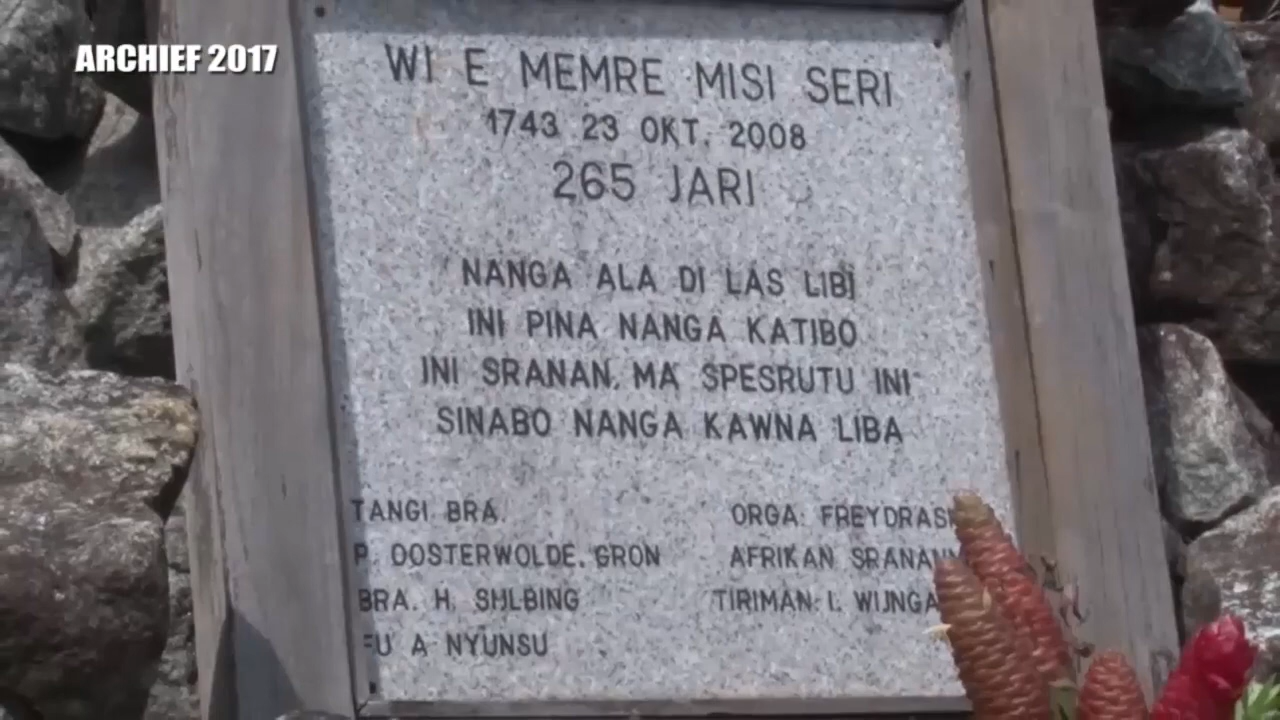 ARCHIEF 2017
WI E MEMRE MISI SERI
1743 23 OKT. 2008
265 JARI
NANGA ALA DI LAS LIBI
INI PINA NANGA KATIBO
INI SRANAN. MA SPESRUTU INI
SINABO NANGA KAWNA LIBA
TANGI BRA.
P. OOSTERWOLDE. GRON
BRA. H. SHLBING
FU A NYUNSU
ORGA: FREYDRAS
AFRIKAN SRANAN
TIRIMAN: I. WIJNGA